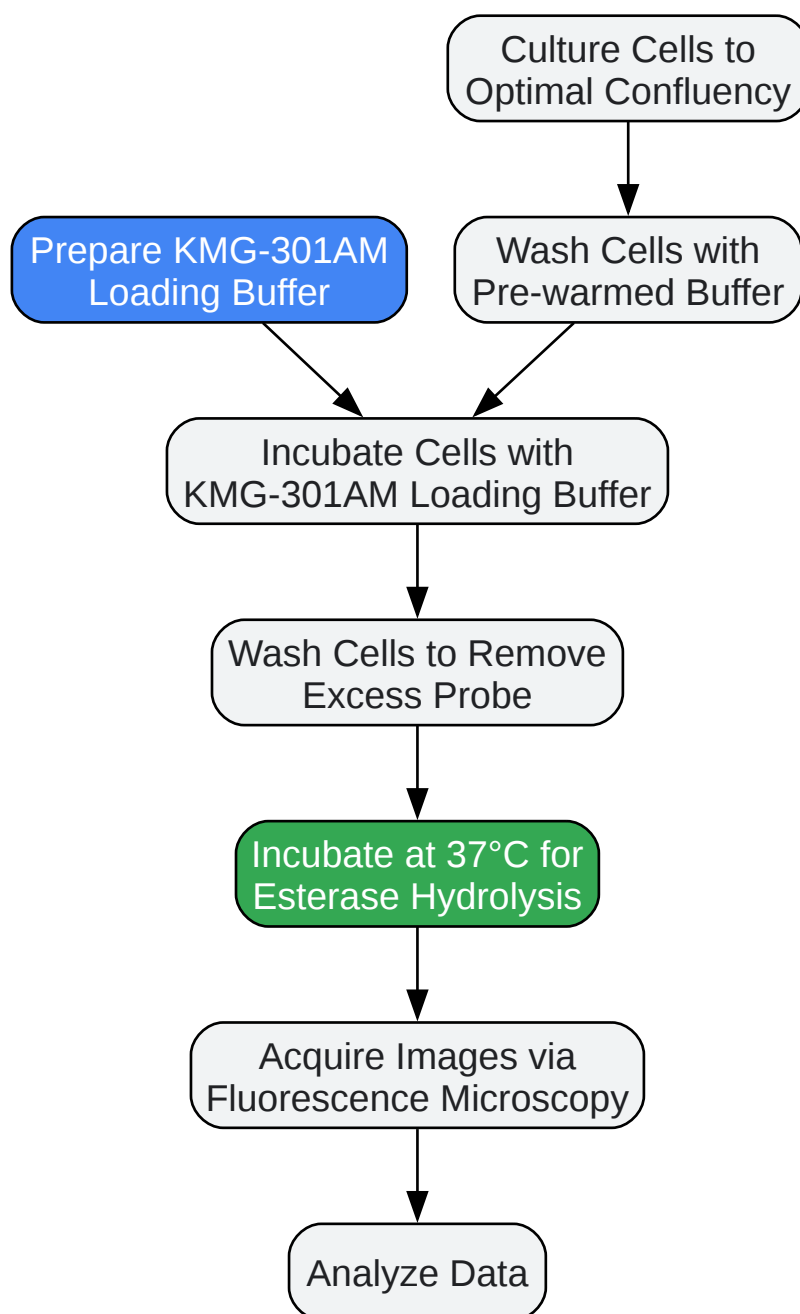 Culture Cells to
Optimal Confluency
Prepare KMG-301AM
Loading Buffer
Wash Cells with
Pre-warmed Buffer
Incubate Cells with
KMG-301AM Loading Buffer
Wash Cells to Remove
Excess Probe
Incubate at 37°C for
Esterase Hydrolysis
Acquire Images via
Fluorescence Microscopy
Analyze Data